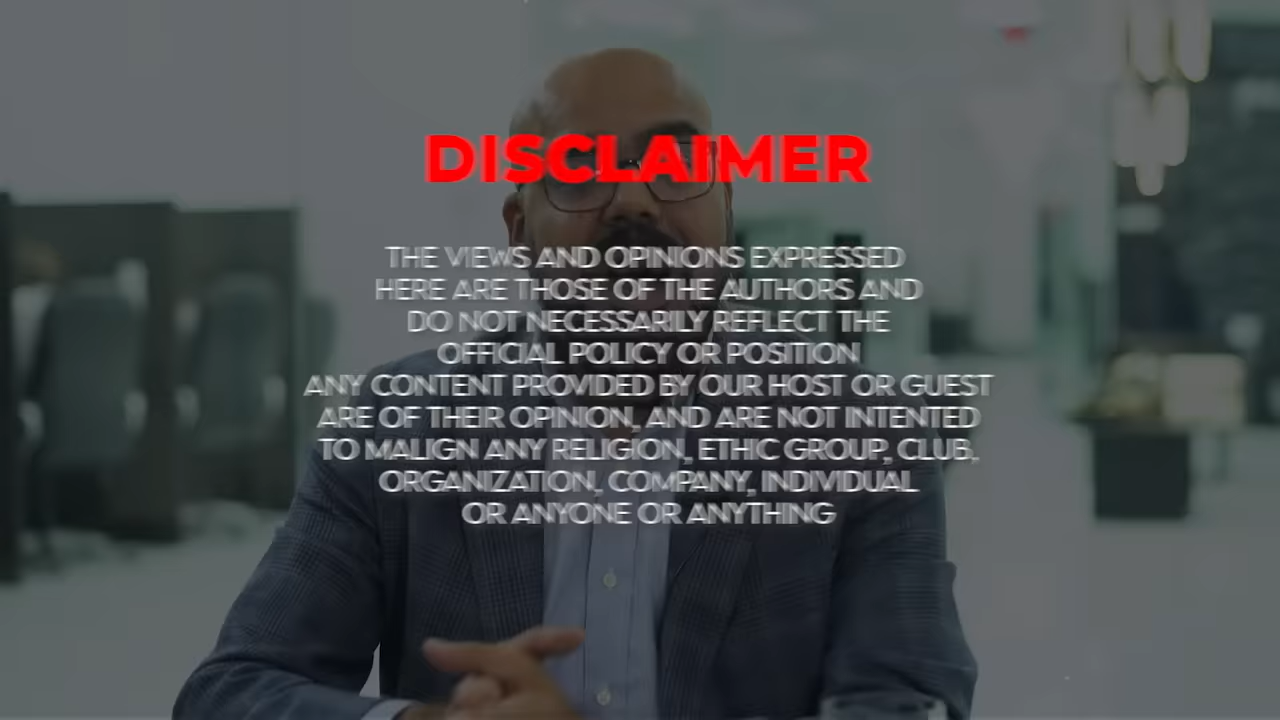 DISCLAIMER
THE VIEWS AND OPINIONS EXPRESSED
HERE ARE THOSE OF THE AUTHORS AND
DO NOT NECESSARILY REFLECT THE
OFFICIAL POLICY OR POSITION
ANY CONTENT PROVIDED BY OUR HOST OR GUEST
ARE OF THEIR OPINION, AND ARE NOT INTENTED
TO MALIGN ANY RELIGION, ETHIC GROUP, CLUB,
ORGANIZATION, COMPANY, INDIVIDUAL
OR ANYONE OR ANYTHING